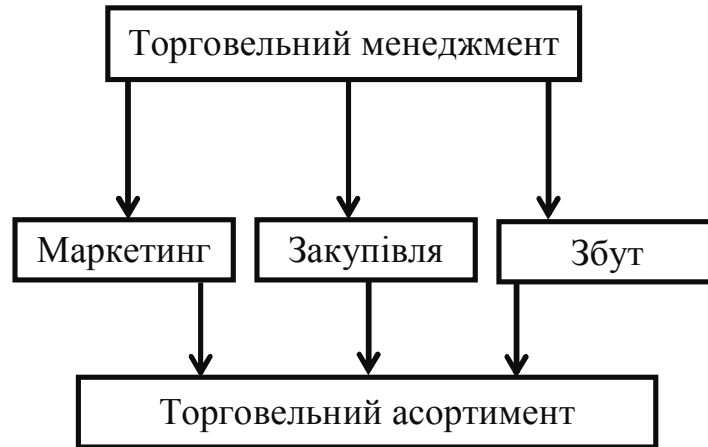 Торговельний менеджмент
Маркетинг
Закупівля
Збут
Торговельний асортимент